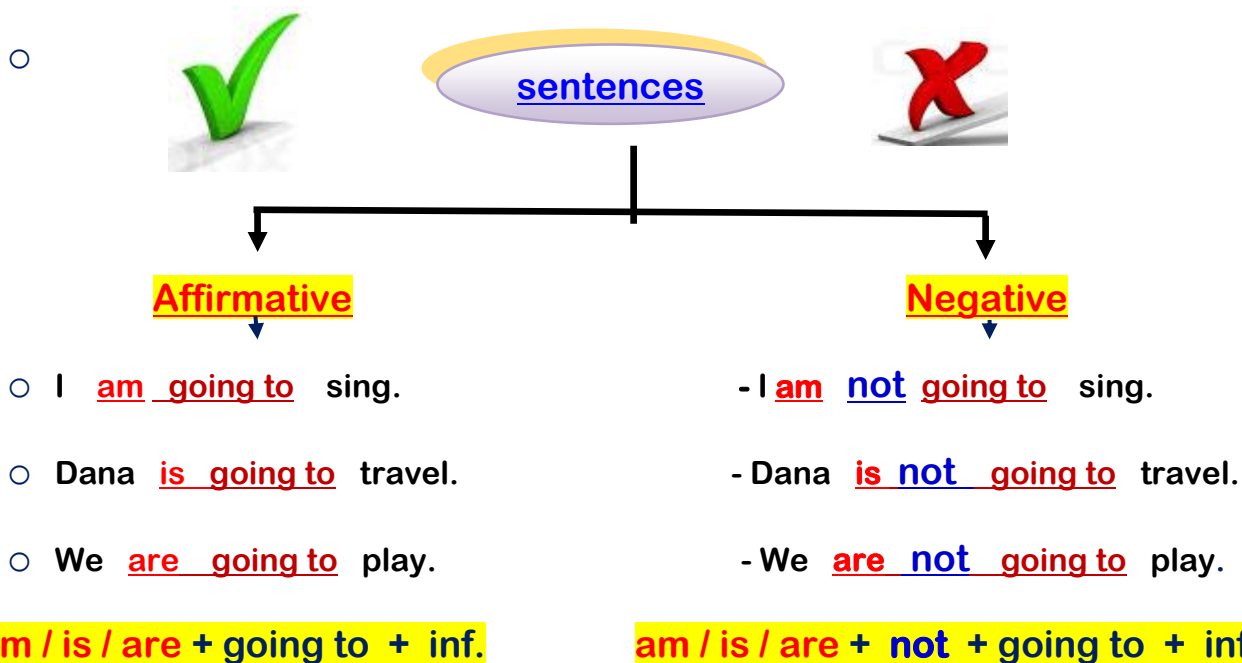 sentences
Affirmative Negative
I am going to sing. - I am not going to sing.
Dana is going to travel. - Dana is not going to travel.
We are going to play. - We are not going to play.
m / is / are + going to + inf. am / is / are + not + going to + inf